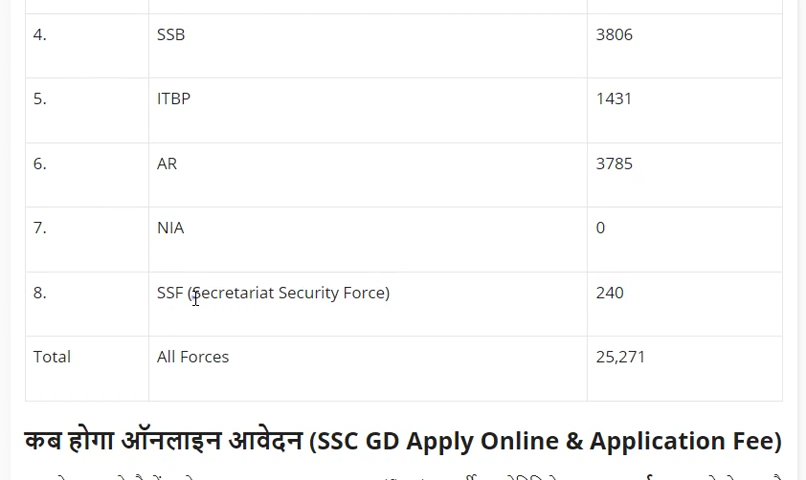 4. SSB 3806
5. ITBP 1431
6. AR 3785
7. NIA 0
8. SSF (Secretariat Security Force) 240
Total All Forces 25,271
कब होगा ऑनलाइन आवेदन (SSC GD Apply Online & Application Fee)